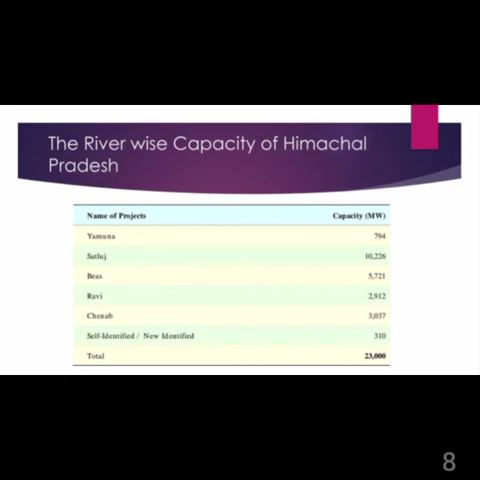 The River wise Capacity of Himachal
Pradesh
Name of Projects Capacity (MW)
Yamuna 794
Satluj 10,226
Beas 5,721
Ravi 2,912
Chenab 3,037
Self-Identified / New Identified 310
Total 23,000
8